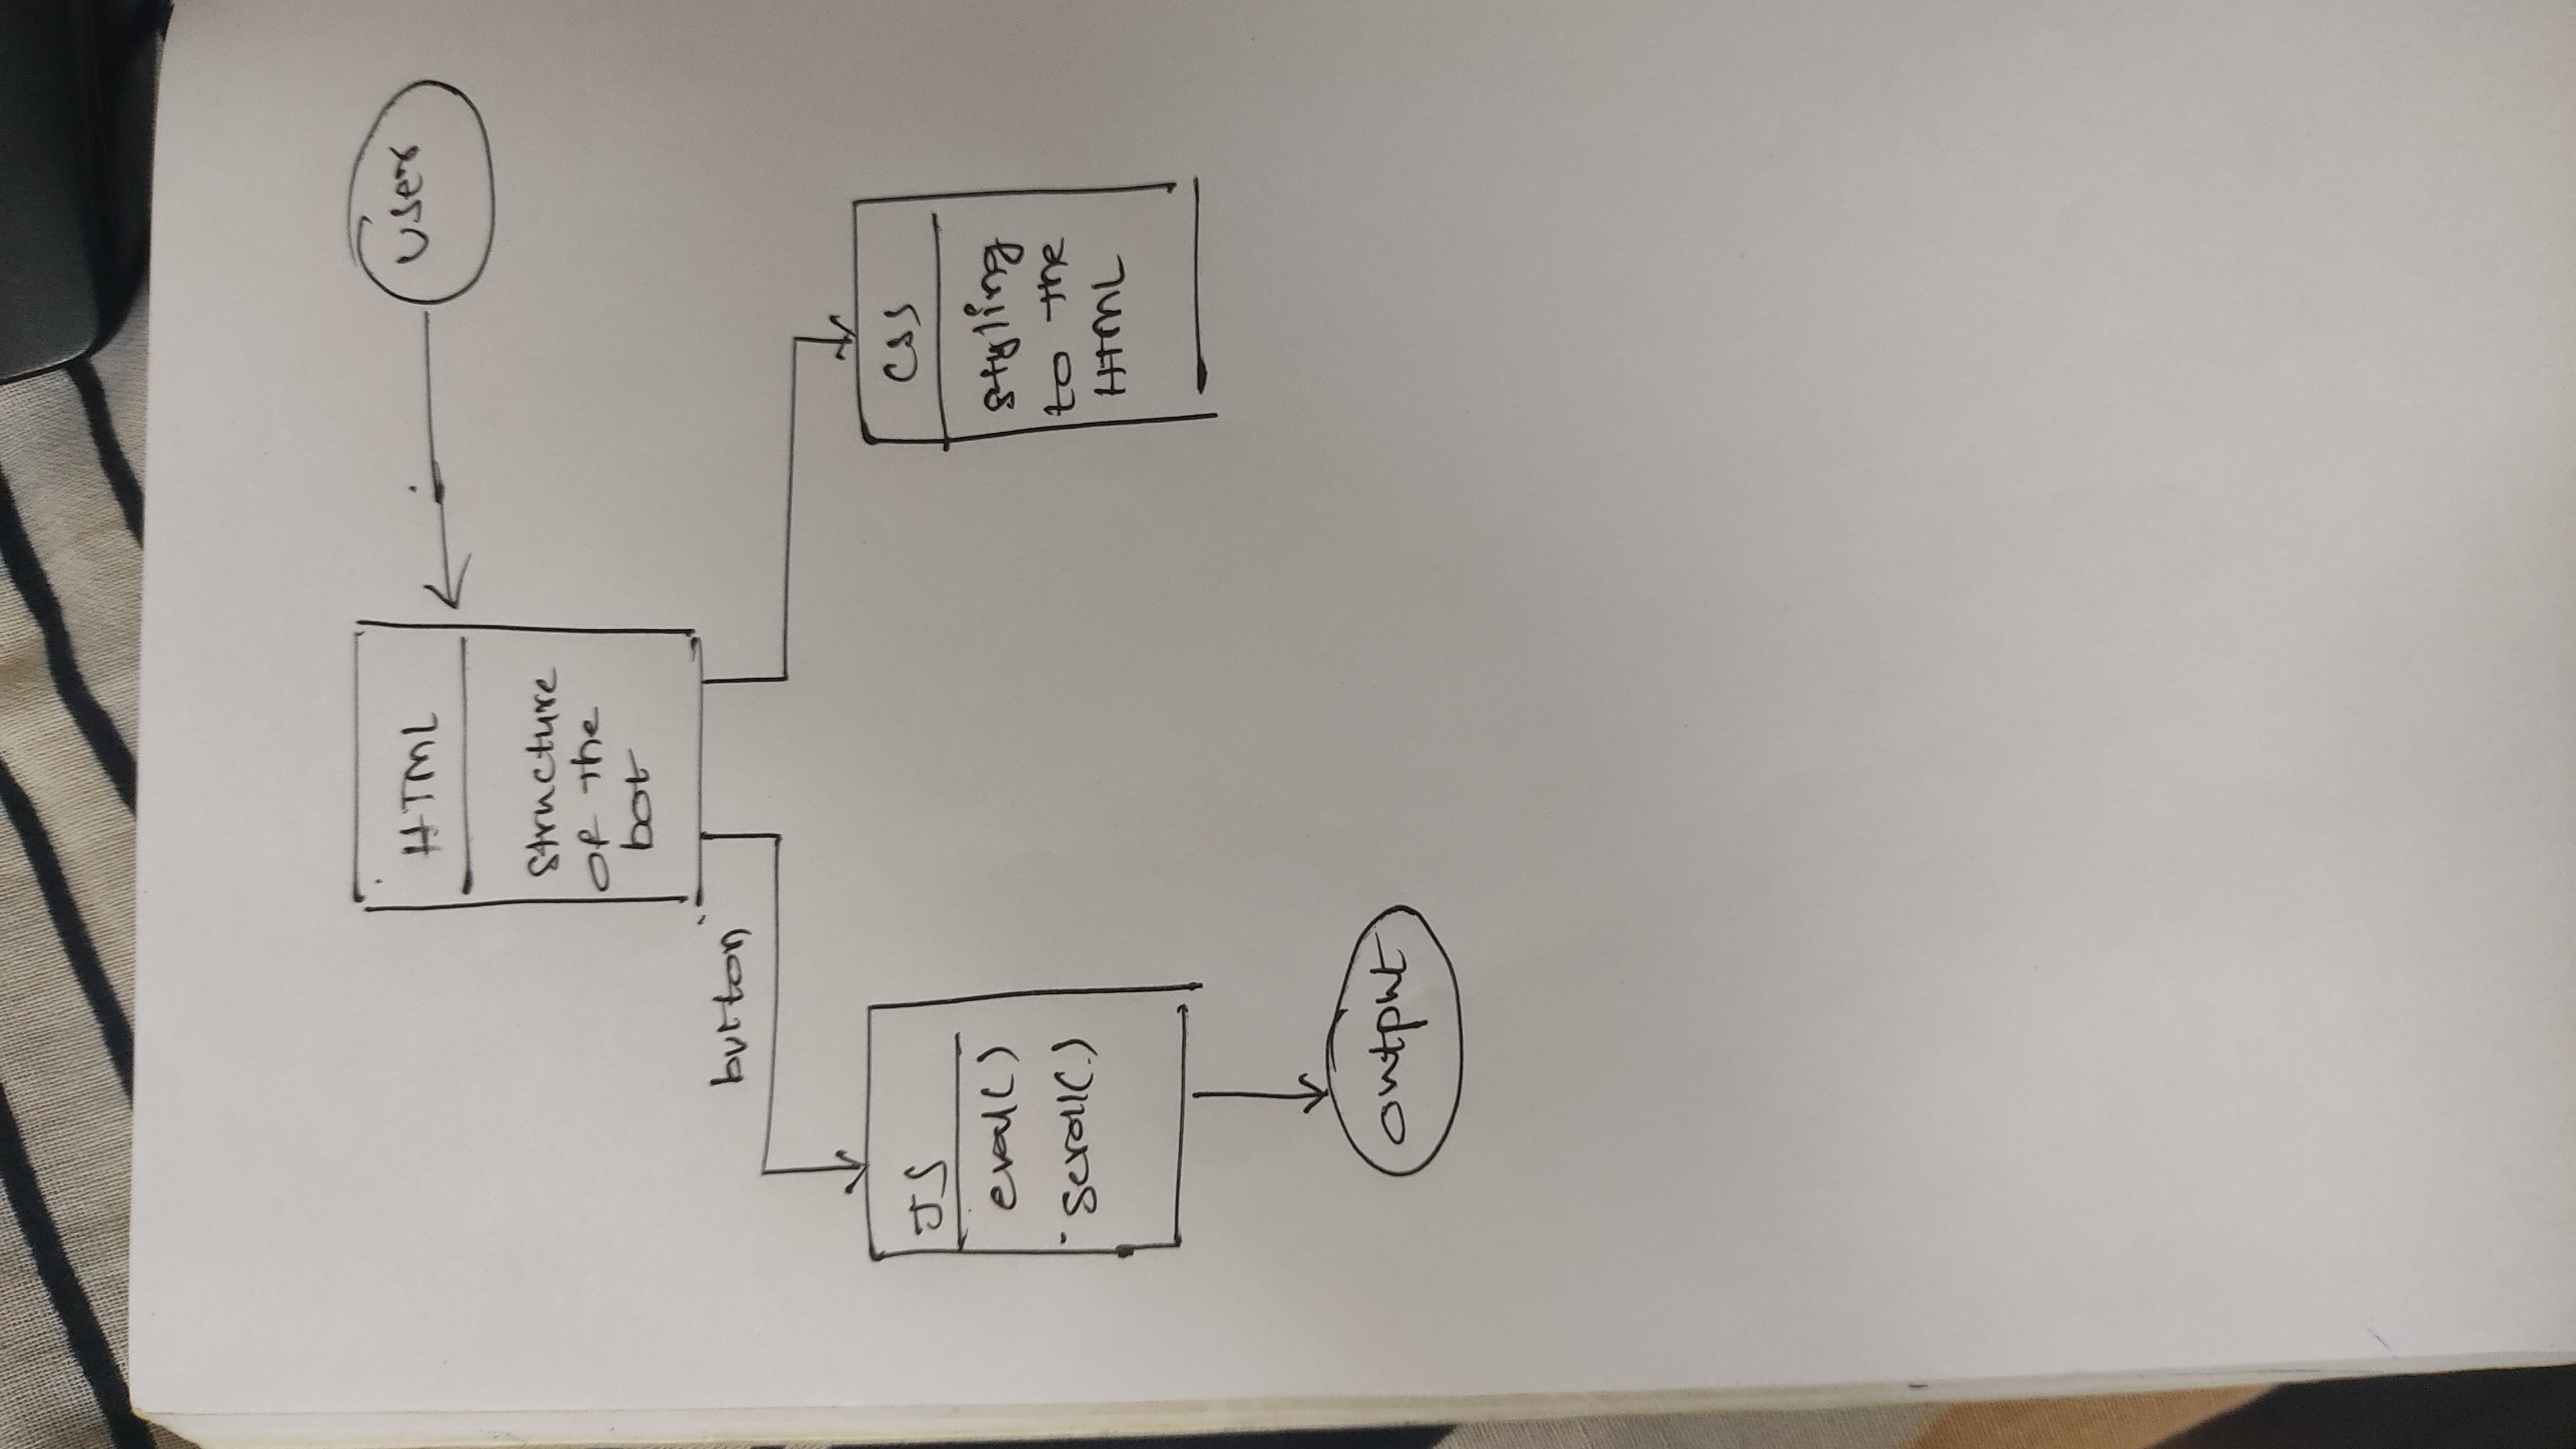 HTML
User
structure
of the
bot
button
JS
eval()
scroll()
CSS
styling
to the
HTML
output